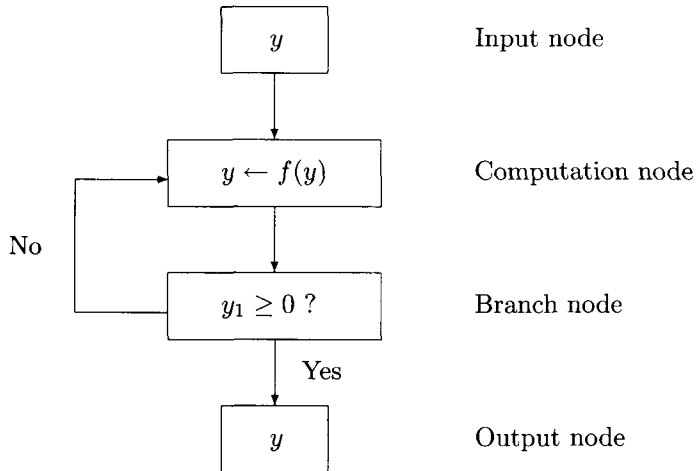 y Input node
y ← f(y) Computation node
No
y₁ ≥ 0 ? Branch node
Yes
y Output node